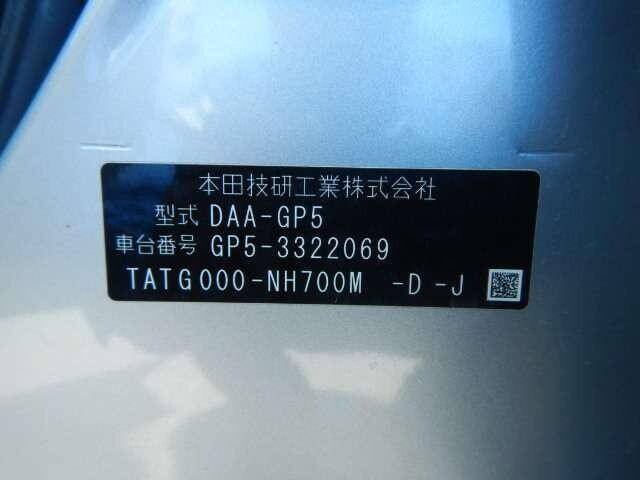 本田技研工業株式会社
型式 DAA-GP5
車台番号 GP5-3322069
TATG000-NH700M -D -J